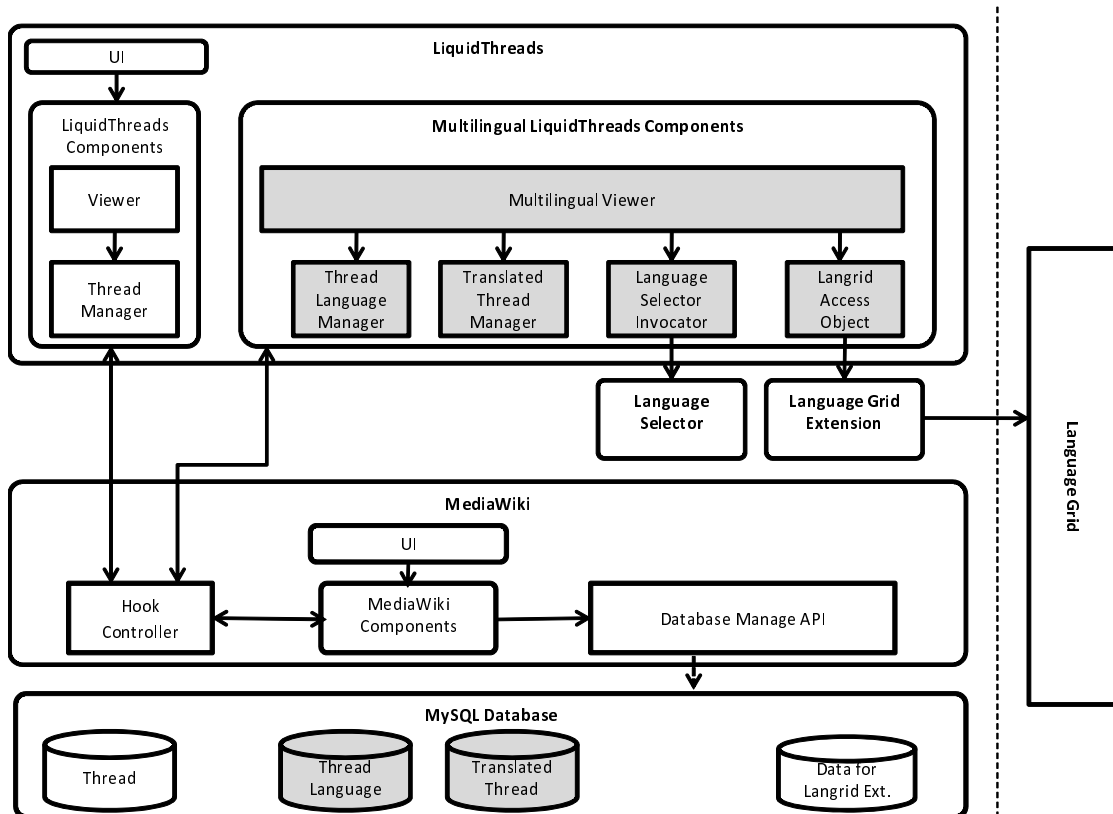 LiquidThreads
UI
LiquidThreads
Components
Viewer
Thread
Manager
Multilingual LiquidThreads Components
Multilingual Viewer
Thread
Language
Manager
Translated
Thread
Manager
Language
Selector
Invocator
Langrid
Access
Object
Language
Selector
Language Grid
Extension
Language Grid
MediaWiki
UI
Hook
Controller
MediaWiki
Components
Database Manage API
MySQL Database
Thread
Thread
Language
Translated
Thread
Data for
Langrid Ext.